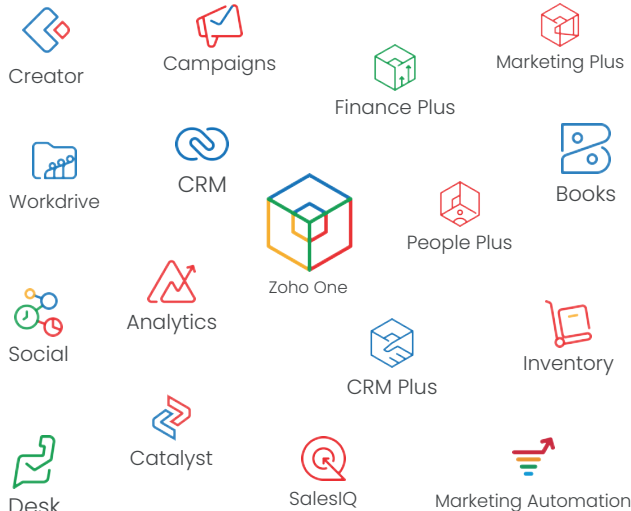 Creator
Campaigns
Marketing Plus
Finance Plus
Workdrive
CRM
Books
People Plus
Zoho One
Analytics
Social
Inventory
CRM Plus
Catalyst
SalesIQ
Marketing Automation
Desk